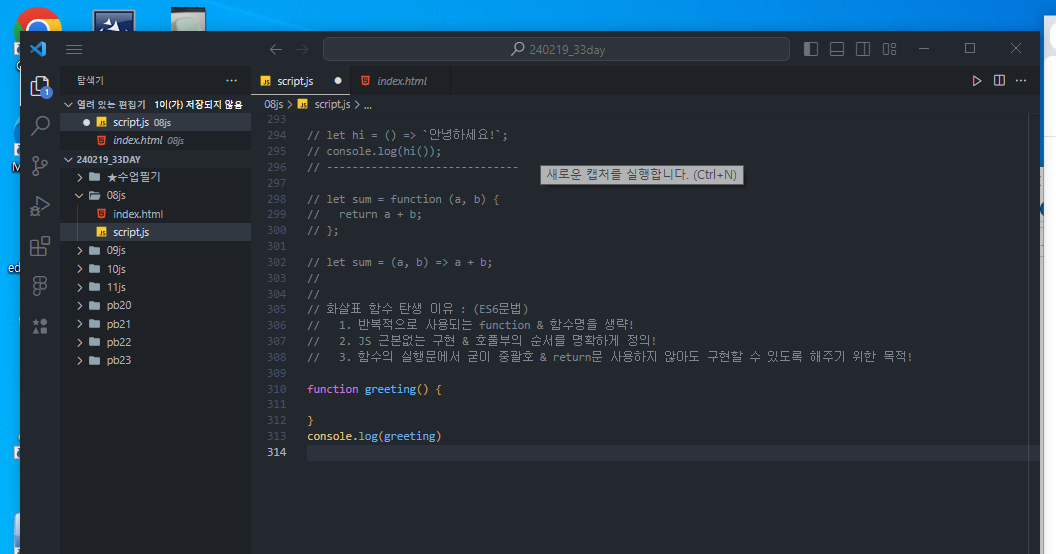 240219_33day
탐색기
script.js
index.html
열려 있는 편집기 1이(가) 저장되지 않음
script.js 08js
index.html 08js
240219_33DAY
★수업필기
08js
index.html
script.js
09js
10js
11js
pb20
pb21
pb22
pb23
08js > script.js > ...
293
294 // let hi = () => `안녕하세요!`;
295 // console.log(hi());
296 // ------------------------------
297
298 // let sum = function (a, b) {
299 //   return a + b;
300 // };
301
302 // let sum = (a, b) => a + b;
303 //
304 //
305 // 화살표 함수 탄생 이유 : (ES6문법)
306 //   1. 반복적으로 사용되는 function & 함수명을 생략!
307 //   2. JS 근본없는 구현 & 호풀부의 순서를 명확하게 정의!
308 //   3. 함수의 실행문에서 굳이 중괄호 & return문 사용하지 않아도 구현할 수 있도록 해주기 위한 목적!
309
310 function greeting() {
311
312 }
313 console.log(greeting)
314
새로운 캡처를 실행합니다. (Ctrl+N)
1